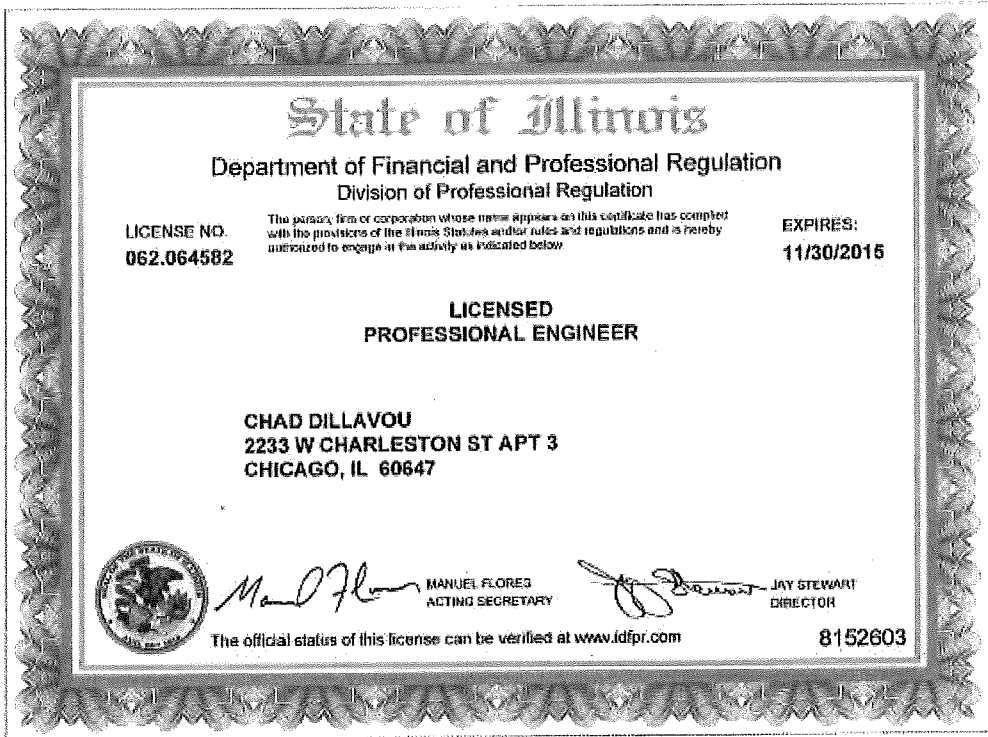 State of Illinois
Department of Financial and Professional Regulation
Division of Professional Regulation
LICENSE NO.
062.064582
The person, firm or corporation whose name appears on this certificate has complied
with the provisions of the Illinois Statutes and/or rules and regulations and is hereby
authorized to engage in the activity as indicated below.
EXPIRES:
11/30/2015
LICENSED
PROFESSIONAL ENGINEER
CHAD DILLAVOU
2233 W CHARLESTON ST APT 3
CHICAGO, IL 60647
MANUEL FLORES
ACTING SECRETARY
JAY STEWART
DIRECTOR
The official status of this license can be verified at www.idfpr.com
8152603